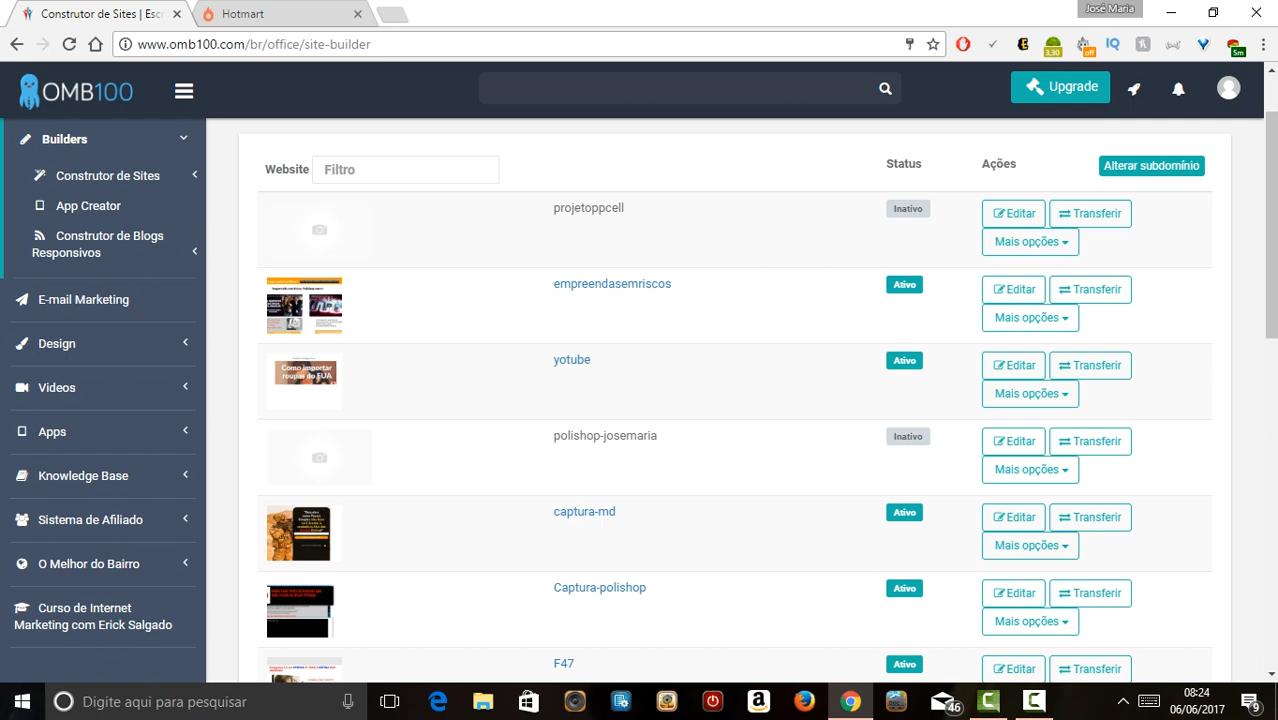 Construtor de Sites | Escr
Hotmart
José Maria
www.omb100.com/br/office/site-builder
3,30
off
5m
OMB100
Upgrade
Builders
Construtor de Sites
App Creator
Construtor de Blogs
Responsivos
E-mail Marketing
Design
Videos
Apps
Knowledge Base
Sistema de Afiliado
O Melhor do Bairro
Curso de Internet
Marketing com Erick Salgado
Website Filtro Status Ações Alterar subdomínio
projetoppcell Inativo Editar Transferir
Mais opções
empreendasemriscos Ativo Editar Transferir
Mais opções
Como importar
roupas do EUA
yotube Ativo Editar Transferir
Mais opções
polishop-josemaria Inativo Editar Transferir
Mais opções
captura-md Ativo Editar Transferir
Mais opções
Captura-polishop Ativo Editar Transferir
Mais opções
F47 Ativo Editar Transferir
Digite aqui para pesquisar
46
08:24
06/06/2017
9